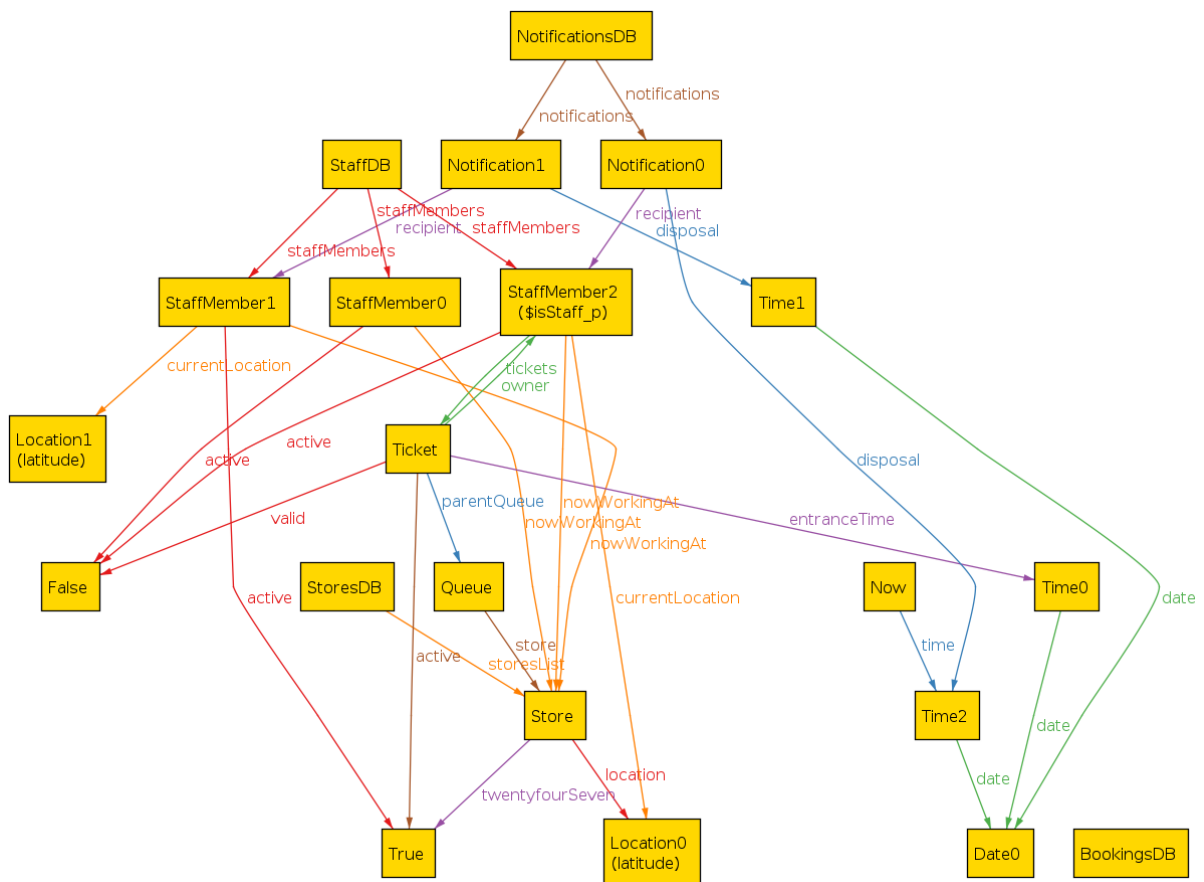 NotificationsDB
notifications
notifications
StaffDB
Notification1
Notification0
staffMembers
recipient
staffMembers
recipient
disposal
staffMembers
StaffMember1
StaffMember0
StaffMember2
($isStaff_p)
Time1
currentLocation
tickets
owner
Location1
(latitude)
active
Ticket
active
disposal
parentQueue
nowWorkingAt
valid
nowWorkingAt
entranceTime
nowWorkingAt
False
StoresDB
Queue
Now
Time0
active
currentLocation
date
store
time
active
storesList
Store
Time2
date
location
date
twentyfourSeven
True
Location0
(latitude)
Date0
BookingsDB